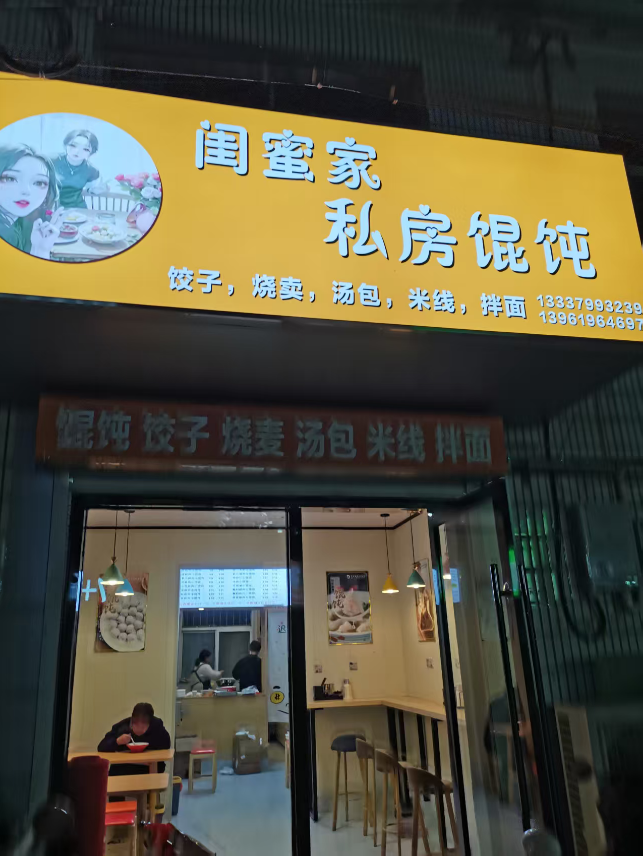 闺蜜家
私房馄饨
饺子，烧卖，汤包，米线，拌面
13337993239
13961964697
馄饨 饺子 烧麦 汤包 米线 拌面